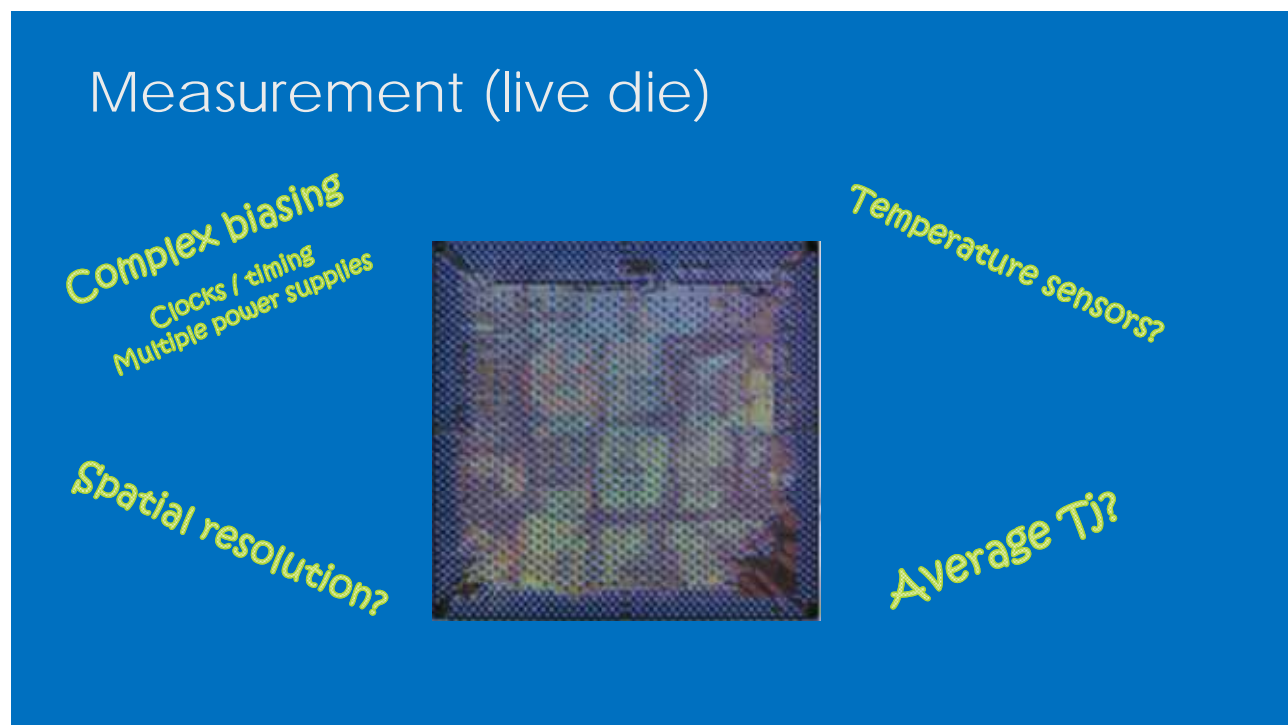 Measurement (live die)
Complex biasing
Clocks / timing
Multiple power supplies
Temperature sensors?
Spatial resolution?
Average Tj?